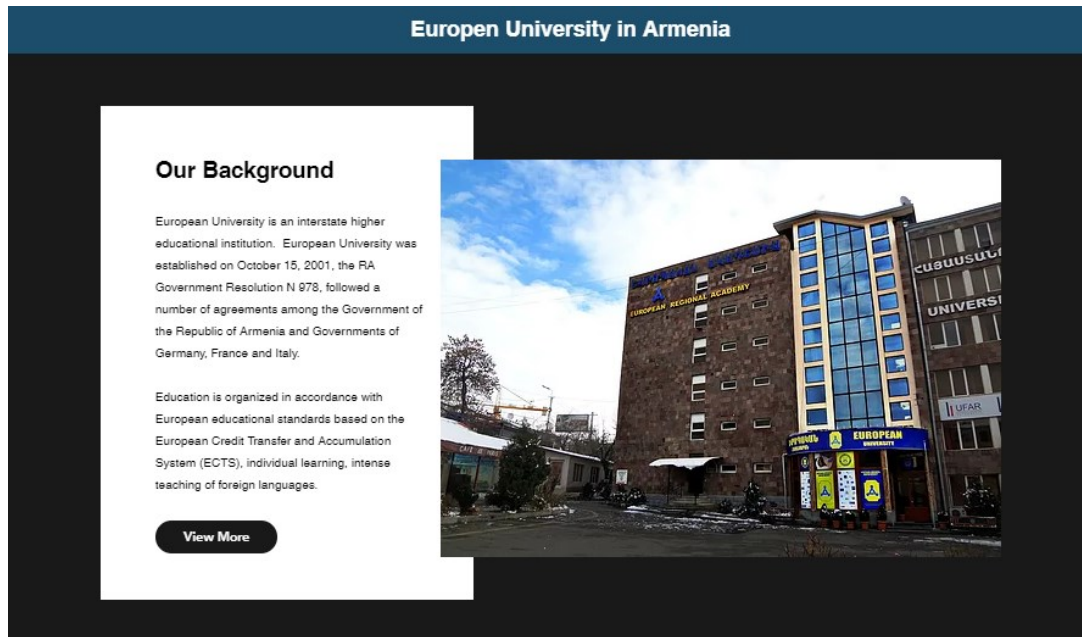 Europen University in Armenia
Our Background
European University is an interstate higher
educational institution.  European University was
established on October 15, 2001, the RA
Government Resolution N 978, followed a
number of agreements among the Government of
the Republic of Armenia and Governments of
Germany, France and Italy.
Education is organized in accordance with
European educational standards based on the
European Credit Transfer and Accumulation
System (ECTS), individual learning, intense
teaching of foreign languages.
View More
EUROPEAN REGIONAL ACADEMY
UFAR
EUROPEAN
UNIVERSITY